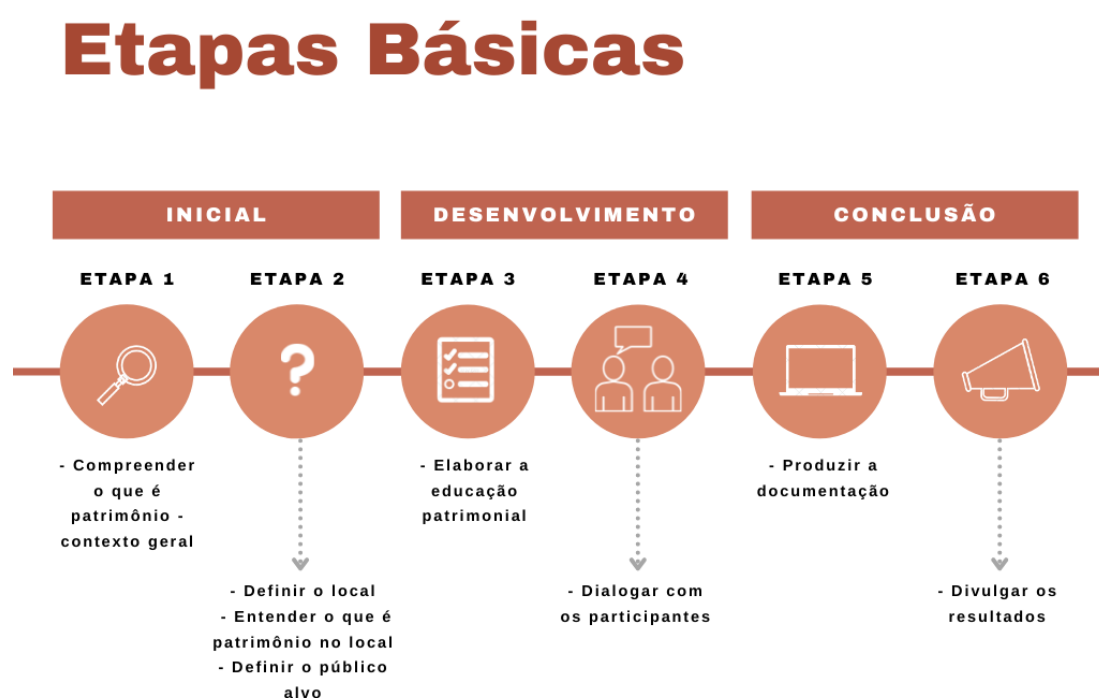 Etapas Básicas
INICIAL
DESENVOLVIMENTO
CONCLUSÃO
ETAPA 1
ETAPA 2
ETAPA 3
ETAPA 4
ETAPA 5
ETAPA 6
?
- Compreender
o que é
patrimônio -
contexto geral
- Definir o local
- Entender o que é
patrimônio no local
- Definir o público
alvo
- Elaborar a
educação
patrimonial
- Dialogar com
os participantes
- Produzir a
documentação
- Divulgar os
resultados